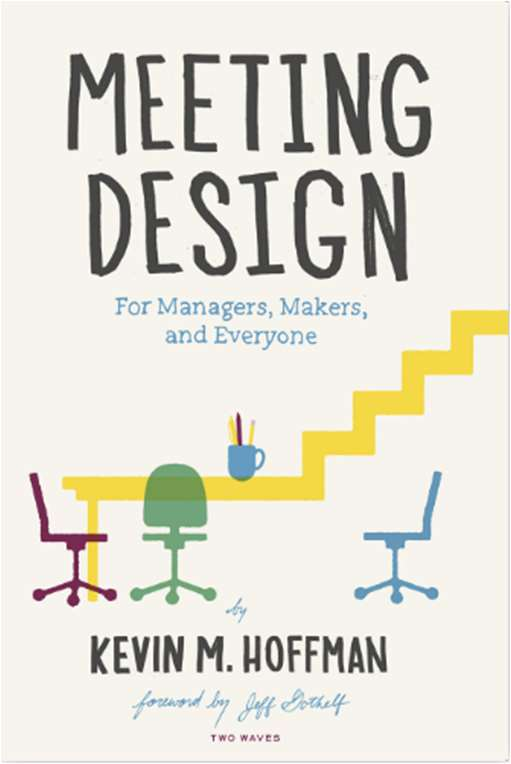 MEETING
DESIGN
For Managers, Makers,
and Everyone
by
KEVIN M. HOFFMAN
foreword by Jeff Gothelf
TWO WAVES